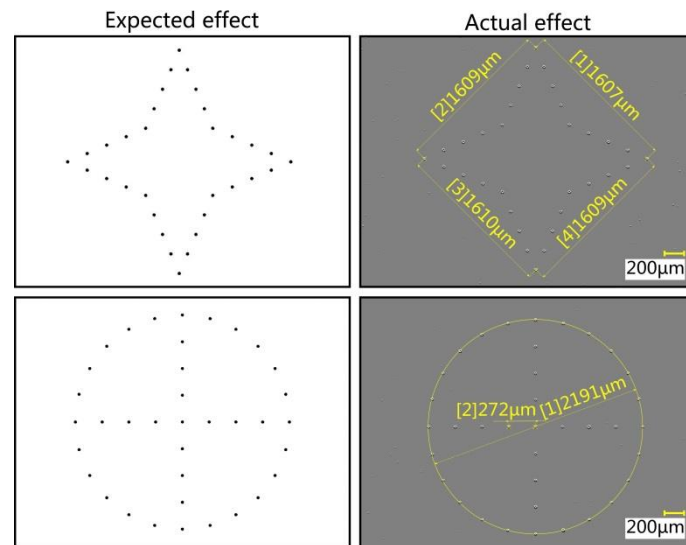 Expected effect
Actual effect
[2]1609μm
[1]1607μm
[3]1610μm
[4]1609μm
200μm
[2]272μm
[1]2191μm
200μm